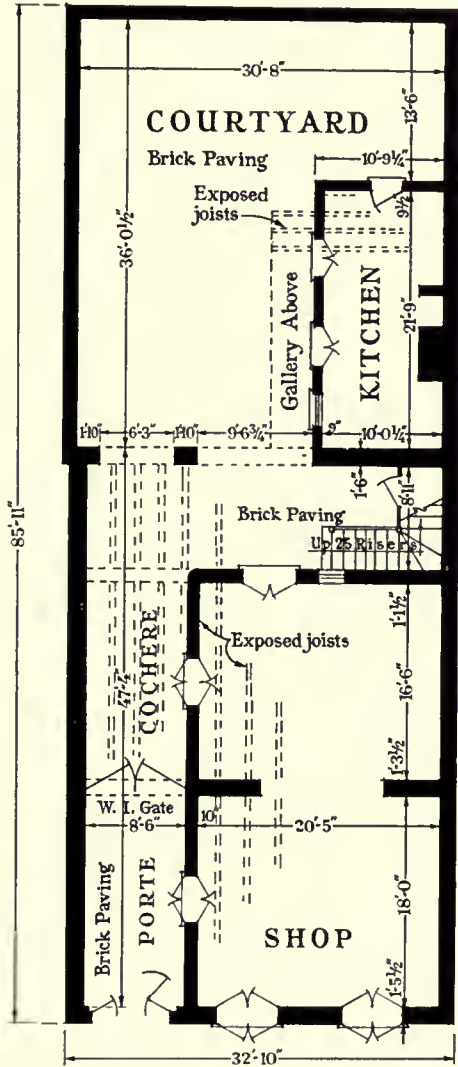 30'-8"
13'-6"
COURTYARD
Brick Paving
10'-9¼"
Exposed
joists
9½"
36'-0½"
Gallery Above
KITCHEN
21'-9"
1'-10"
6'-3"
1'-10"
9'-6¾"
9"
10'-0¼"
1'-6"
8'-11"
Brick Paving
Up 25 Risers
85'-11"
Exposed joists
1'-1½"
COCHERE
47'-4"
16'-6"
1'-3½"
W. I. Gate
8'-6"
10"
20'-5"
Brick Paving
PORTE
18'-0"
SHOP
1'-5½"
32'-10"